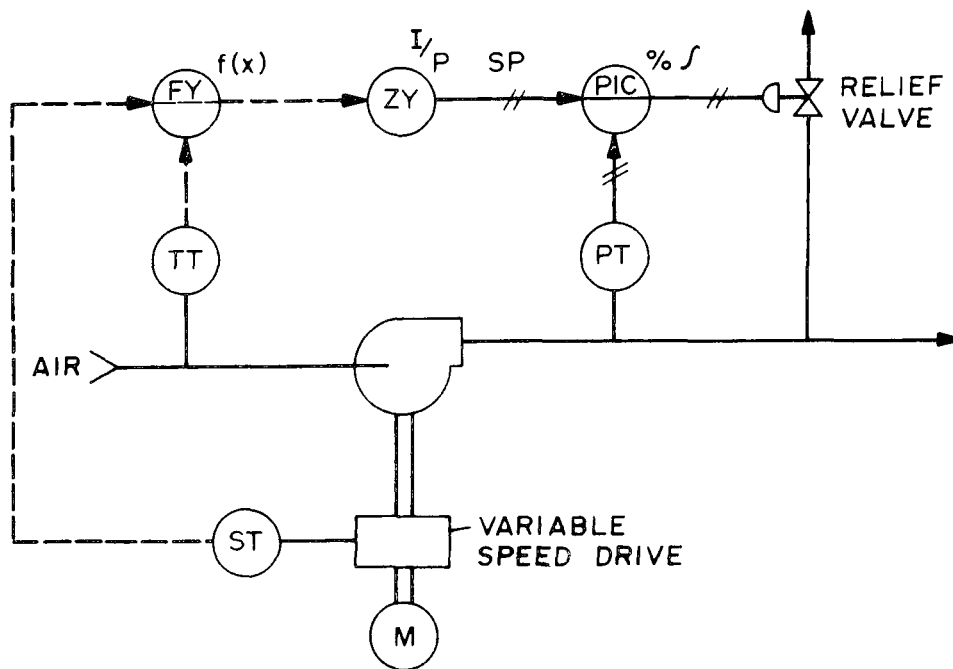 f(x)
I/P
SP
% ∫
FY
ZY
PIC
RELIEF
VALVE
TT
PT
AIR
ST
VARIABLE
SPEED DRIVE
M